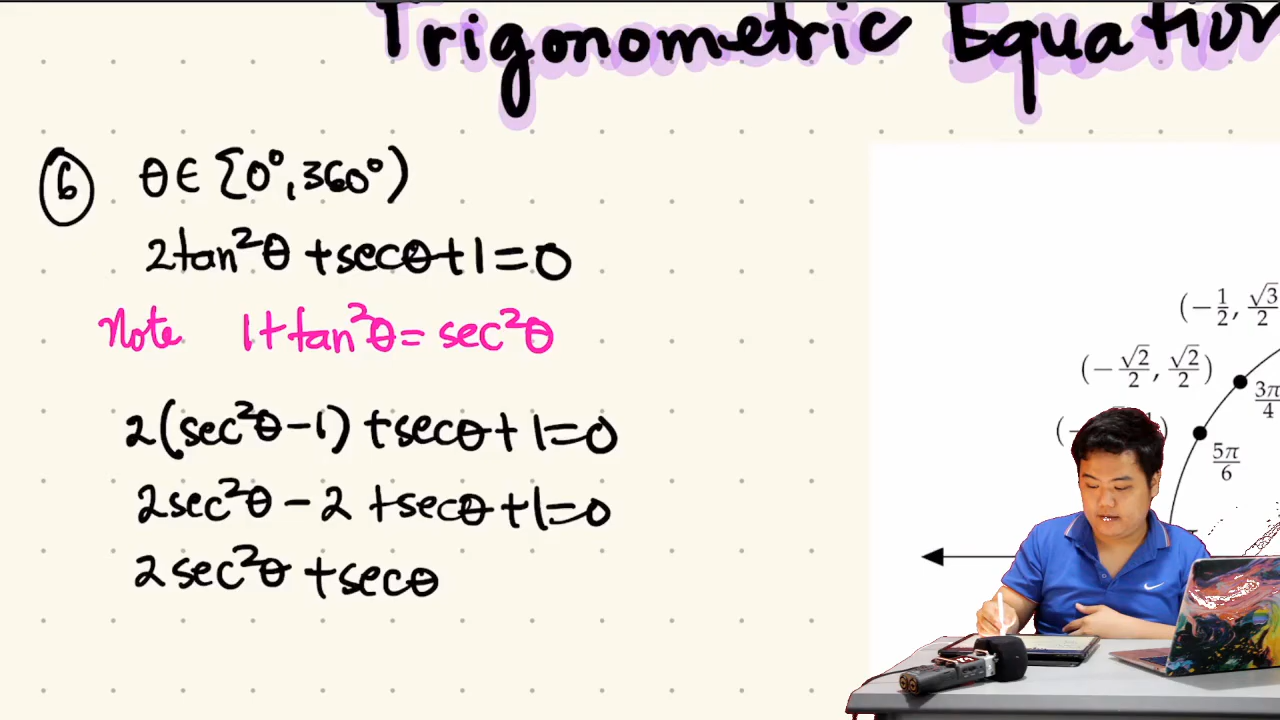 Trigonometric Equation
6 θ ∈ [0°, 360°)
2tan²θ + secθ + 1 = 0
Note 1 + tan²θ = sec²θ
2(sec²θ − 1) + secθ + 1 = 0
2sec²θ − 2 + secθ + 1 = 0
2sec²θ + secθ
(−1/2, √3/2
(−√2/2, √2/2)
3π/4
5π/6